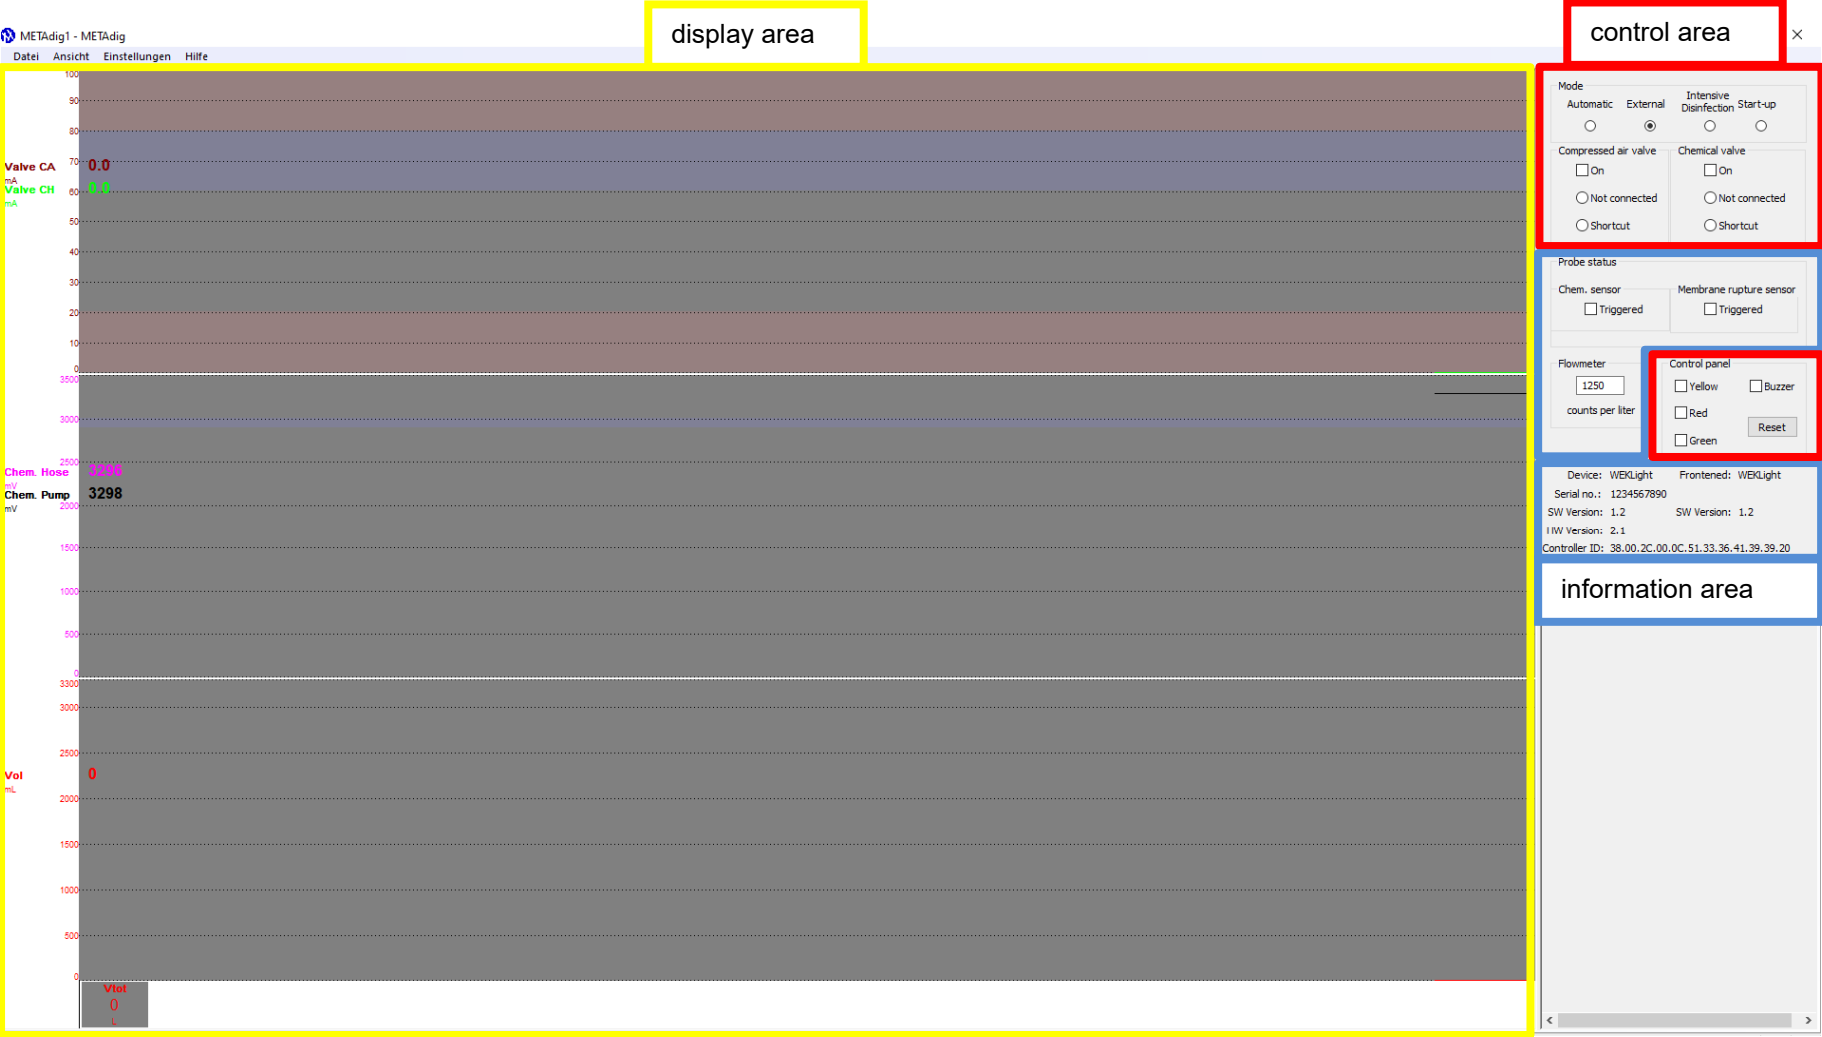 display area
control area
METAdig1 - METAdig
Datei Ansicht Einstellungen Hilfe
100
90
80
70
60
50
40
30
20
10
0
Valve CA 0.0
mA
Valve CH 0.0
mA
3500
3000
2500
2000
1500
1000
500
0
Chem. Hose 3296
mV
Chem. Pump 3298
mV
3300
3000
2500
2000
1500
1000
500
0
Vol 0
mL
Vtot
0
L
Mode
Automatic External Intensive Disinfection Start-up
Compressed air valve Chemical valve
On On
Not connected Not connected
Shortcut Shortcut
Probe status
Chem. sensor Membrane rupture sensor
Triggered Triggered
Flowmeter Control panel
1250 Yellow Buzzer
counts per liter Red
Reset
Green
Device: WEKLight Frontened: WEKLight
Serial no.: 1234567890
SW Version: 1.2 SW Version: 1.2
HW Version: 2.1
Controller ID: 38.00.2C.00.0C.51.33.36.41.39.39.20
information area